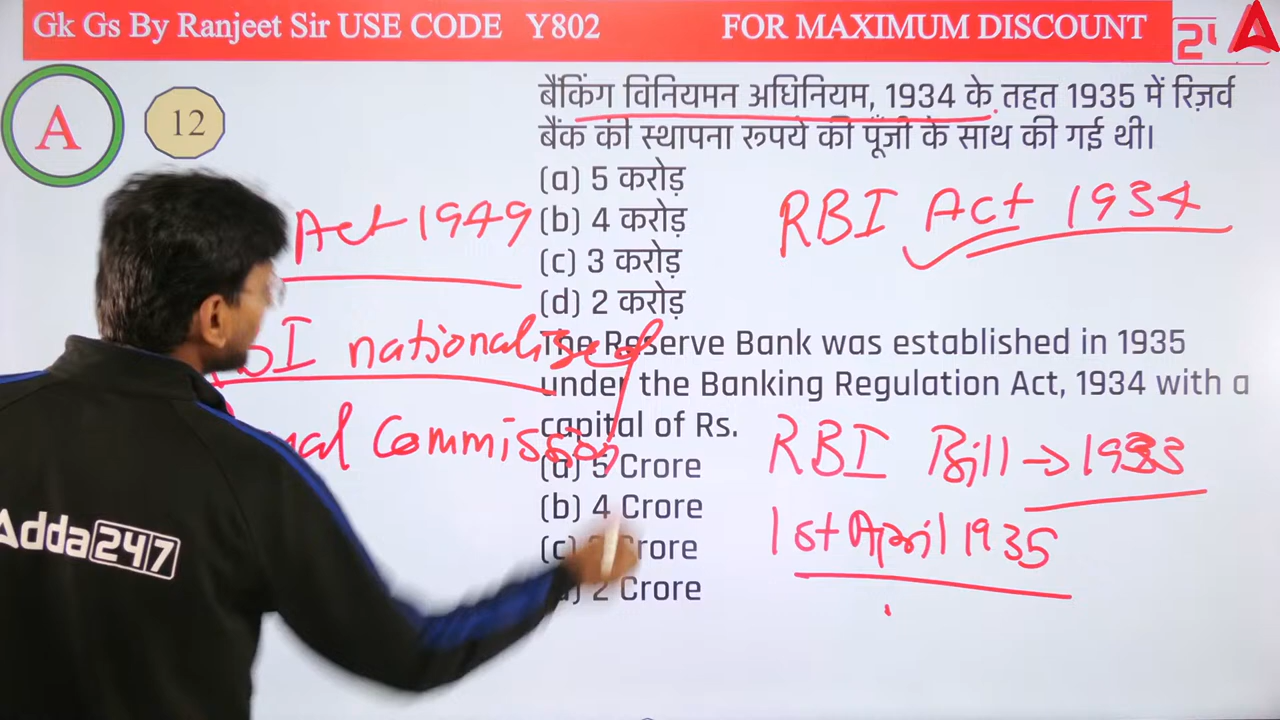 Gk Gs By Ranjeet Sir USE CODE Y802 FOR MAXIMUM DISCOUNT
A
12
बैंकिंग विनियमन अधिनियम, 1934 के तहत 1935 में रिज़र्व
बैंक की स्थापना रूपये की पूँजी के साथ की गई थी।
(a) 5 करोड़
(b) 4 करोड़
(c) 3 करोड़
(d) 2 करोड़
Act 1949
RBI Act 1934
nationalised
Commission
The Reserve Bank was established in 1935
under the Banking Regulation Act, 1934 with a
capital of Rs.
(a) 5 Crore
(b) 4 Crore
(c) Crore
2 Crore
RBI Bill → 1933
1st April 1935
Adda247